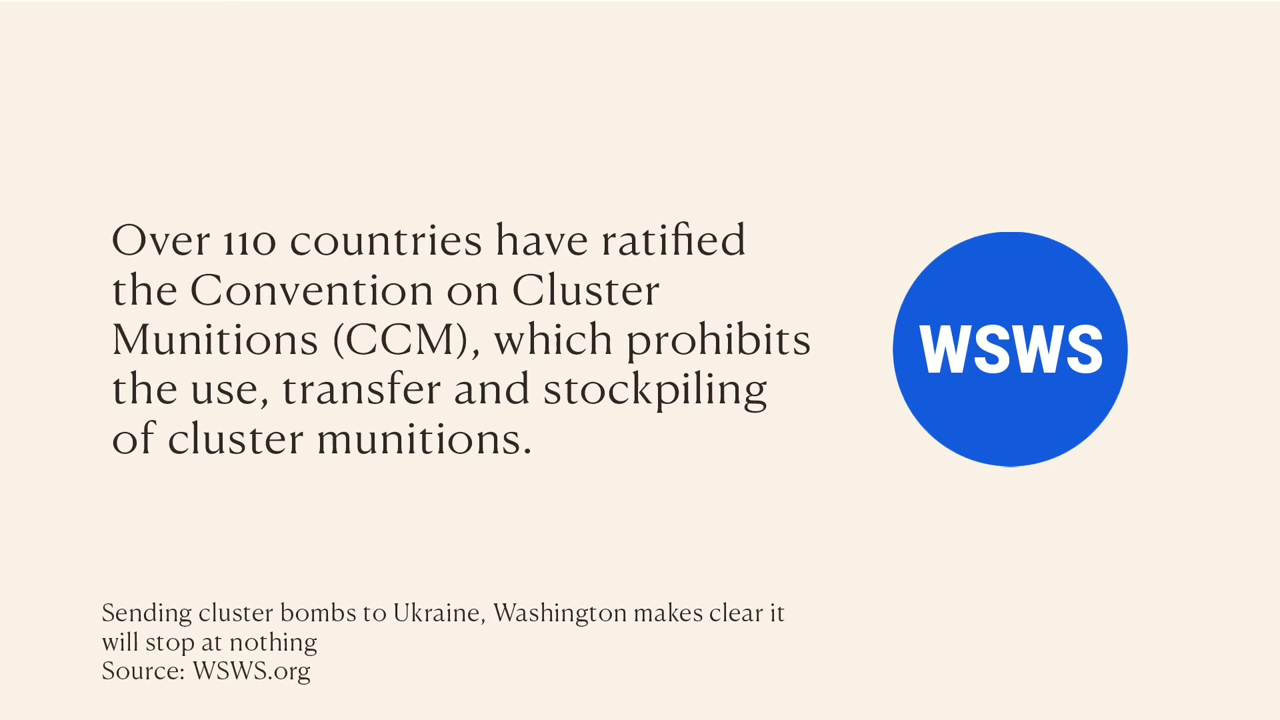 Over 110 countries have ratified
the Convention on Cluster
Munitions (CCM), which prohibits
the use, transfer and stockpiling
of cluster munitions.
WSWS
Sending cluster bombs to Ukraine, Washington makes clear it
will stop at nothing
Source: WSWS.org